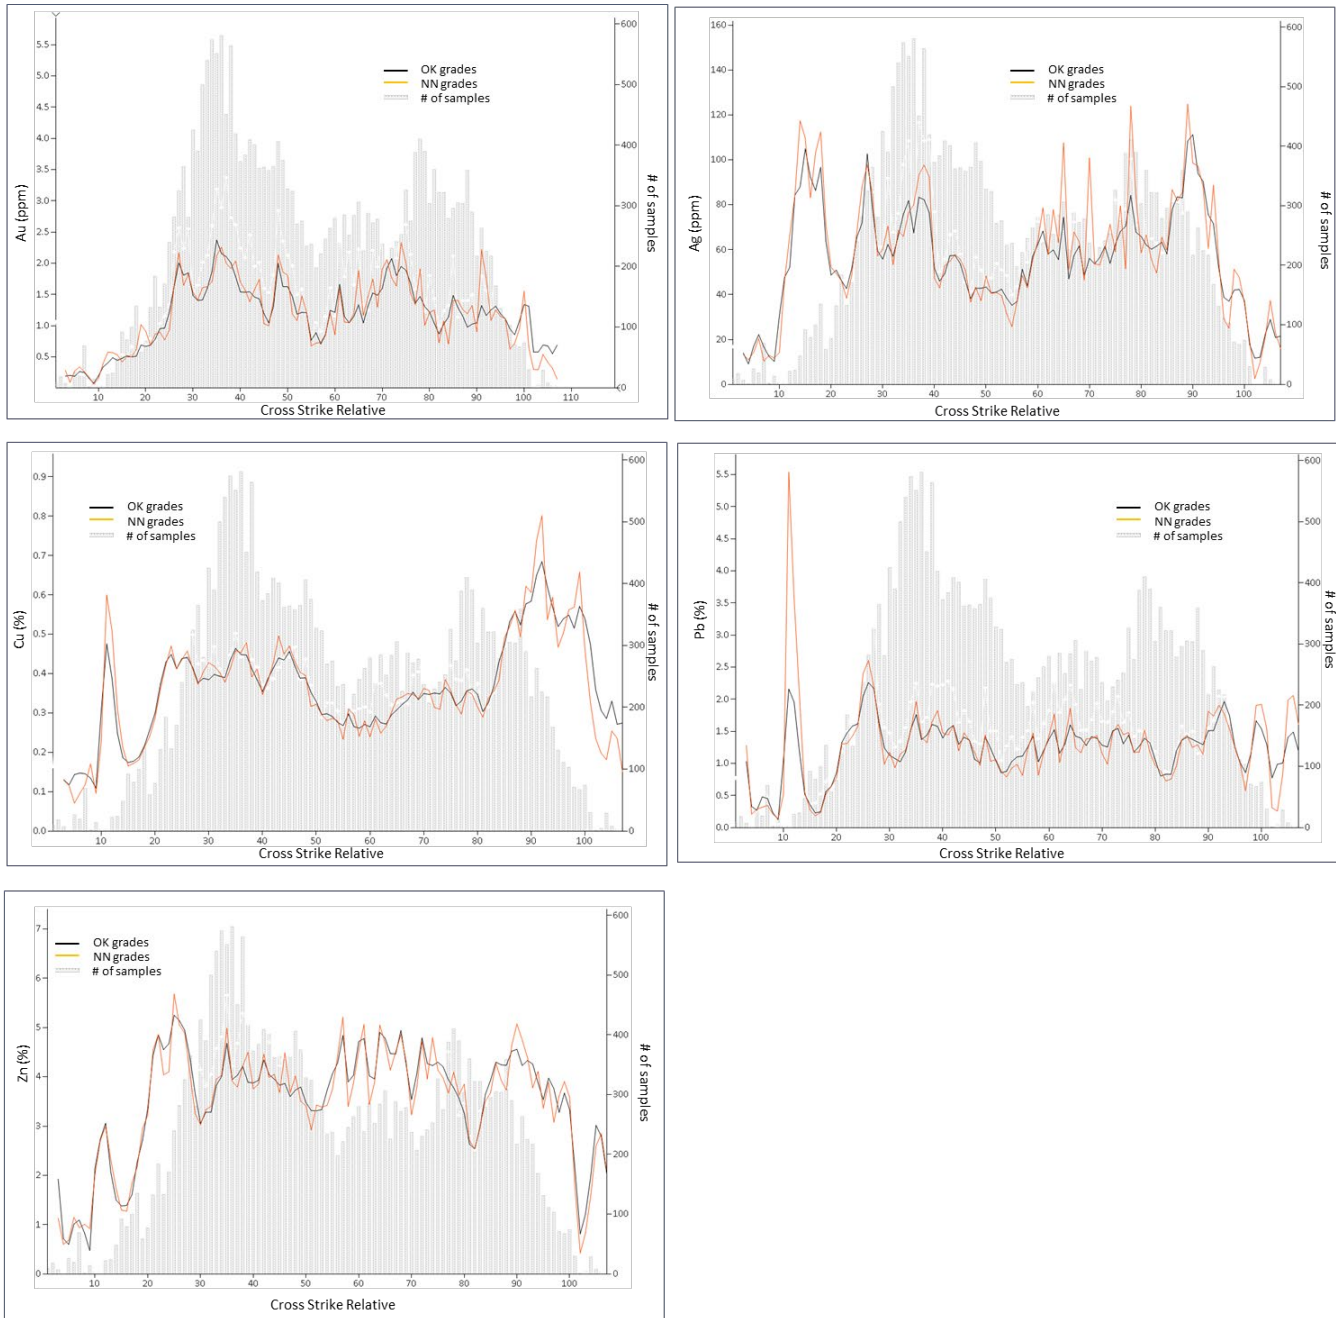 Au (ppm)
5.5
5.0
4.5
4.0
3.5
3.0
2.5
2.0
1.5
1.0
0.5
OK grades
NN grades
# of samples
600
500
400
300
200
100
0
# of samples
10 20 30 40 50 60 70 80 90 100 110
Cross Strike Relative
Ag (ppm)
160
140
120
100
80
60
40
20
0
OK grades
NN grades
# of samples
600
500
400
300
200
100
0
# of samples
10 20 30 40 50 60 70 80 90 100
Cross Strike Relative
Cu (%)
0.9
0.8
0.7
0.6
0.5
0.4
0.3
0.2
0.1
0.0
OK grades
NN grades
# of samples
600
500
400
300
200
100
0
# of samples
10 20 30 40 50 60 70 80 90 100
Cross Strike Relative
Pb (%)
5.5
5.0
4.5
4.0
3.5
3.0
2.5
2.0
1.5
1.0
0.5
0.0
OK grades
NN grades
# of samples
600
500
400
300
200
100
0
# of samples
10 20 30 40 50 60 70 80 90 100
Cross Strike Relative
Zn (%)
7
6
5
4
3
2
1
0
OK grades
NN grades
# of samples
600
500
400
300
200
100
0
# of samples
10 20 30 40 50 60 70 80 90 100
Cross Strike Relative